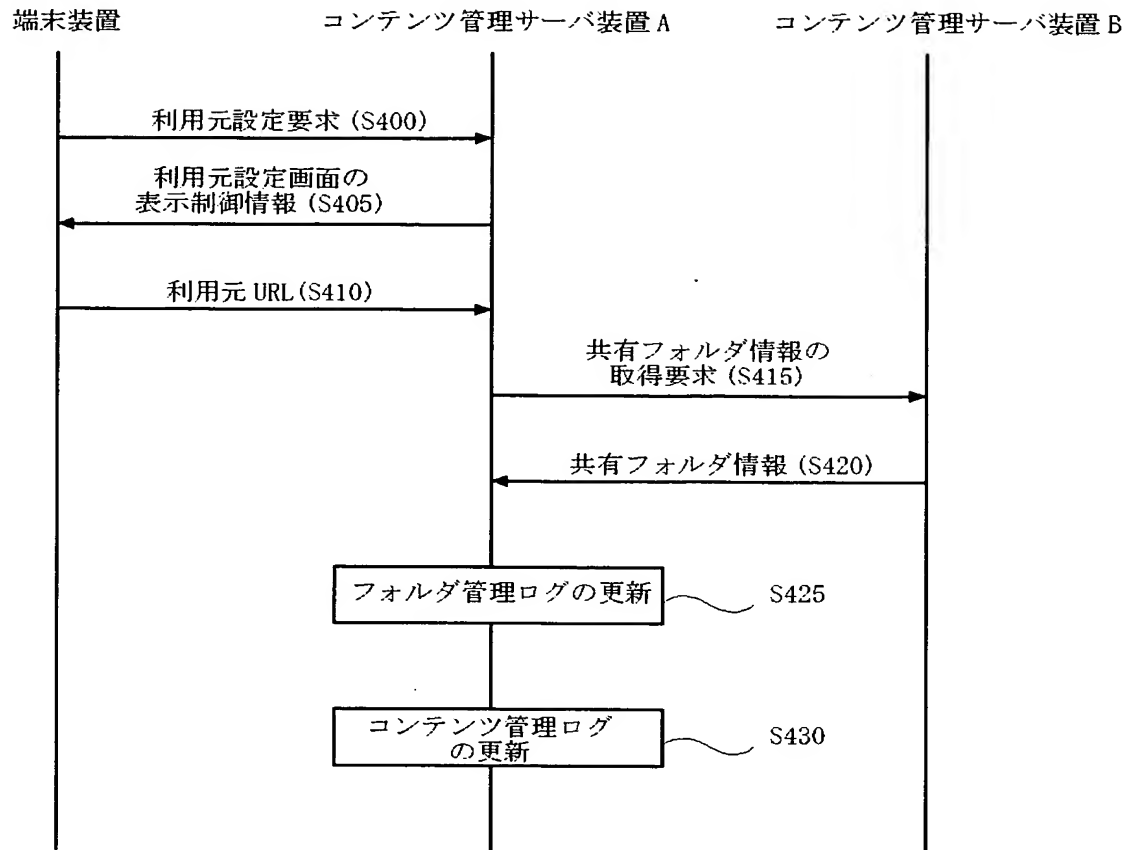 端末装置
コンテンツ管理サーバ装置A
コンテンツ管理サーバ装置B
利用元設定要求(S400)
利用元設定画面の
表示制御情報(S405)
利用元URL(S410)
共有フォルダ情報の
取得要求(S415)
共有フォルダ情報(S420)
フォルダ管理ログの更新
S425
コンテンツ管理ログ
の更新
S430